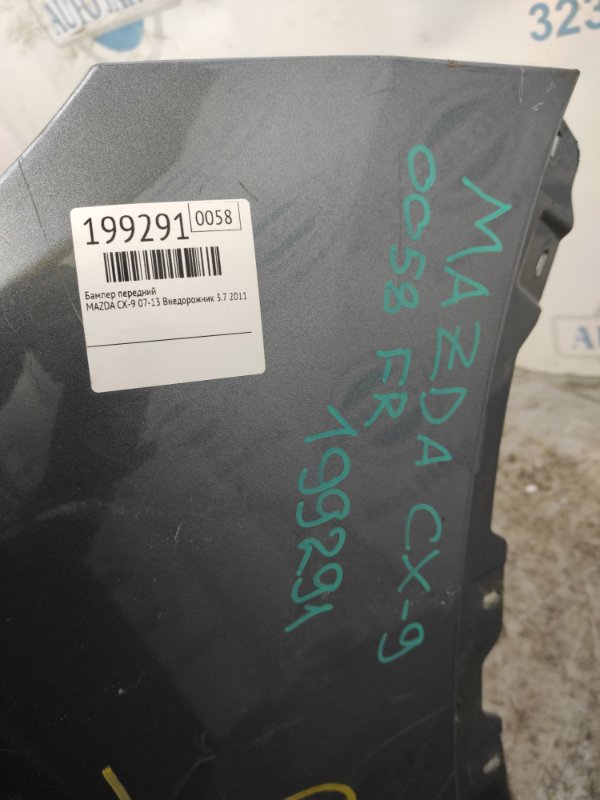 323
199291 0058
Бампер передний
MAZDA CX-9 07-13 Внедорожник 3.7 2011
MAZDA CX-9
0058 FR
199291